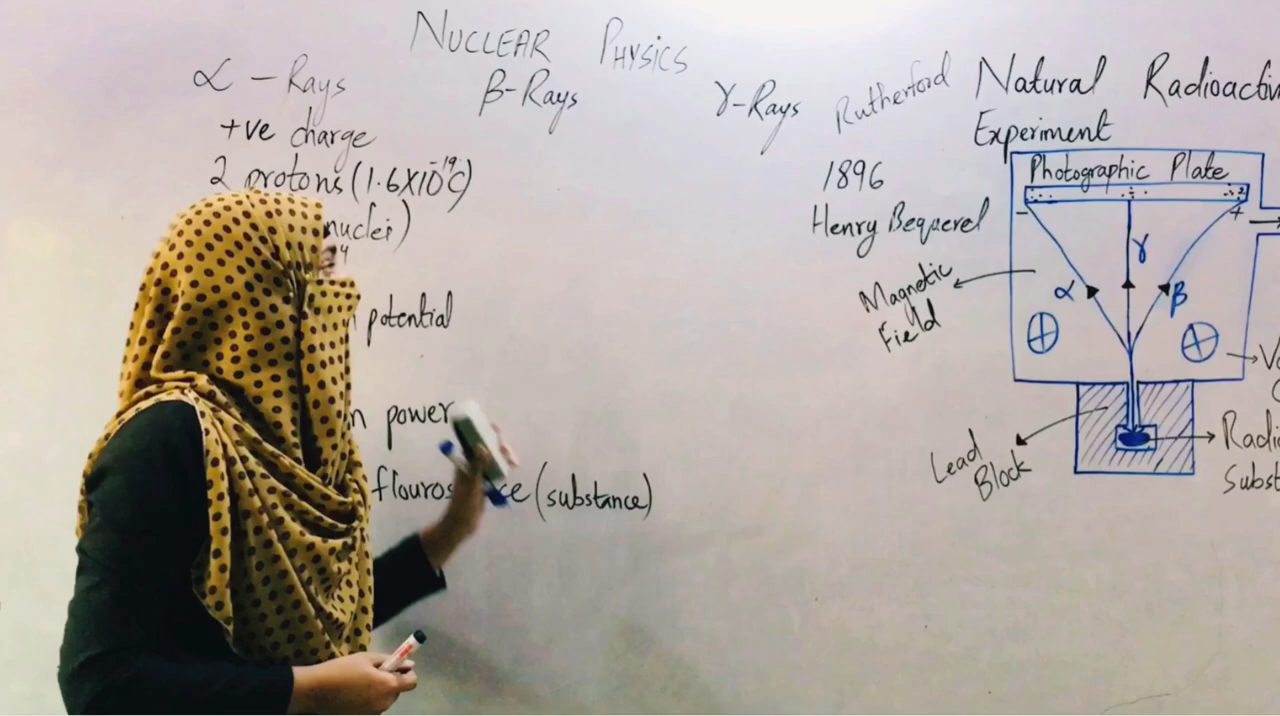 NUCLEAR PHYSICS
α - Rays
β-Rays
γ-Rays
+ve charge
2 protons (1.6X10⁻¹⁹C)
nuclei)
4
potential
n power
(substance)
Rutherford
1896
Henry Bequerel
Natural Radioactiv
Experiment
Photographic Plate
- +
γ
α β
Magnetic
Field
Lead
Block
Radi
Subst